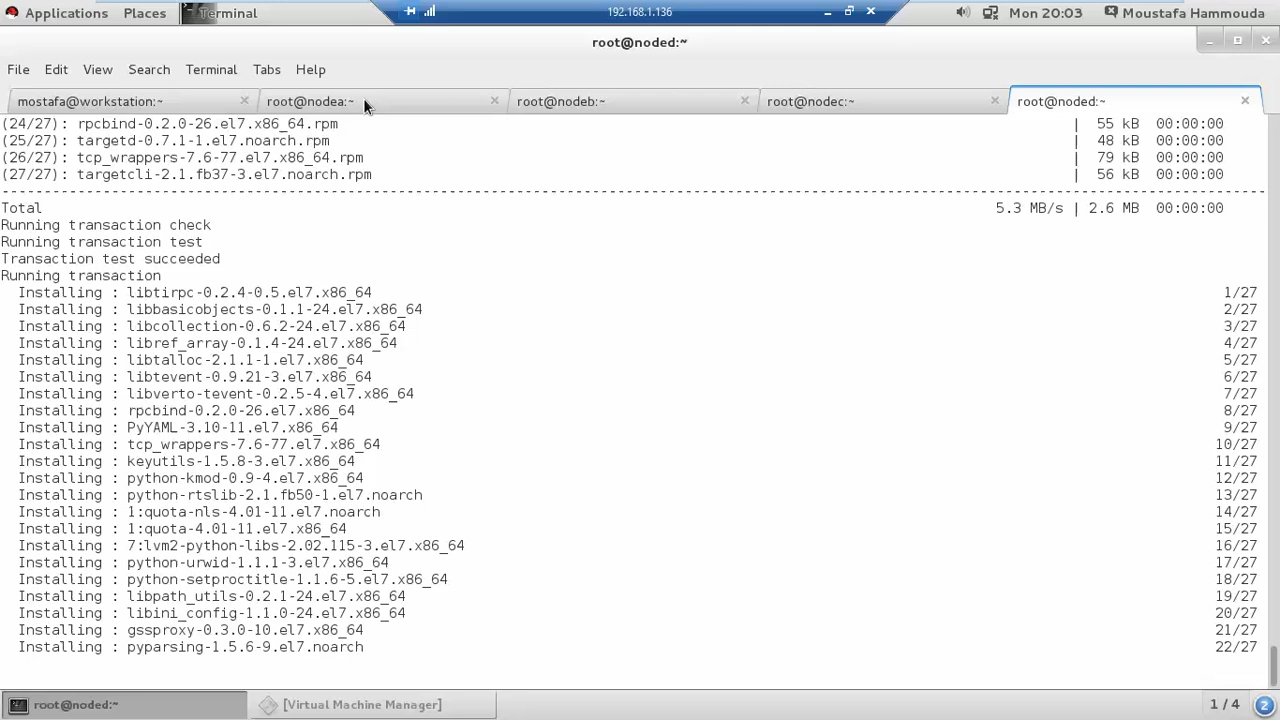 Applications Places Terminal 192.168.1.136 Mon 20:03 Moustafa Hammouda
root@noded:~
File Edit View Search Terminal Tabs Help
mostafa@workstation:~ root@nodea:~ root@nodeb:~ root@nodec:~ root@noded:~
(24/27): rpcbind-0.2.0-26.el7.x86_64.rpm | 55 kB 00:00:00
(25/27): targetd-0.7.1-1.el7.noarch.rpm | 48 kB 00:00:00
(26/27): tcp_wrappers-7.6-77.el7.x86_64.rpm | 79 kB 00:00:00
(27/27): targetcli-2.1.fb37-3.el7.noarch.rpm | 56 kB 00:00:00
--------------------------------------------------------------------------------
Total 5.3 MB/s | 2.6 MB 00:00:00
Running transaction check
Running transaction test
Transaction test succeeded
Running transaction
Installing : libtirpc-0.2.4-0.5.el7.x86_64 1/27
Installing : libbasicobjects-0.1.1-24.el7.x86_64 2/27
Installing : libcollection-0.6.2-24.el7.x86_64 3/27
Installing : libref_array-0.1.4-24.el7.x86_64 4/27
Installing : libtalloc-2.1.1-1.el7.x86_64 5/27
Installing : libtevent-0.9.21-3.el7.x86_64 6/27
Installing : libverto-tevent-0.2.5-4.el7.x86_64 7/27
Installing : rpcbind-0.2.0-26.el7.x86_64 8/27
Installing : PyYAML-3.10-11.el7.x86_64 9/27
Installing : tcp_wrappers-7.6-77.el7.x86_64 10/27
Installing : keyutils-1.5.8-3.el7.x86_64 11/27
Installing : python-kmod-0.9-4.el7.x86_64 12/27
Installing : python-rtslib-2.1.fb50-1.el7.noarch 13/27
Installing : 1:quota-nls-4.01-11.el7.noarch 14/27
Installing : 1:quota-4.01-11.el7.x86_64 15/27
Installing : 7:lvm2-python-libs-2.02.115-3.el7.x86_64 16/27
Installing : python-urwid-1.1.1-3.el7.x86_64 17/27
Installing : python-setproctitle-1.1.6-5.el7.x86_64 18/27
Installing : libpath_utils-0.2.1-24.el7.x86_64 19/27
Installing : libini_config-1.1.0-24.el7.x86_64 20/27
Installing : gssproxy-0.3.0-10.el7.x86_64 21/27
Installing : pyparsing-1.5.6-9.el7.noarch 22/27
root@noded:~ [Virtual Machine Manager] 1 / 4 2